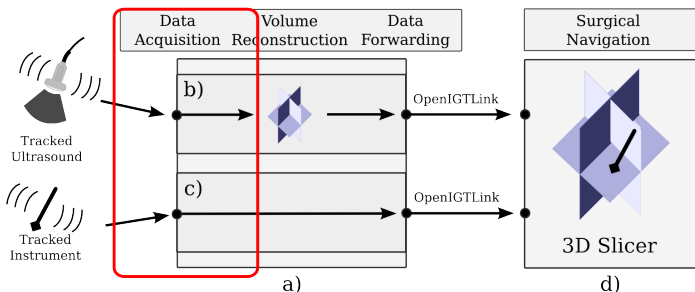 Data
Acquisition
Volume
Reconstruction
Data
Forwarding
Surgical
Navigation
b)
OpenIGTLink
Tracked
Ultrasound
c)
OpenIGTLink
Tracked
Instrument
3D Slicer
a)
d)